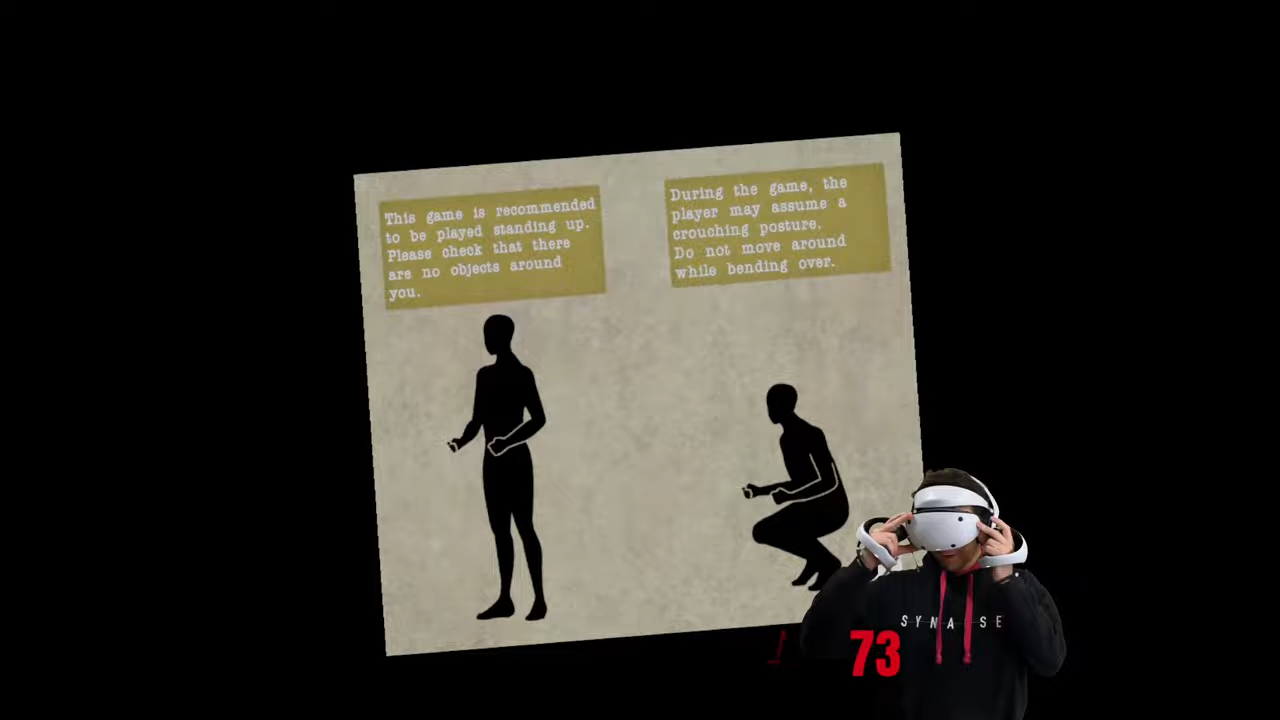 This game is recommended
to be played standing up.
Please check that there
are no objects around
you.
During the game, the
player may assume a
crouching posture.
Do not move around
while bending over.
SYNAPSE
73